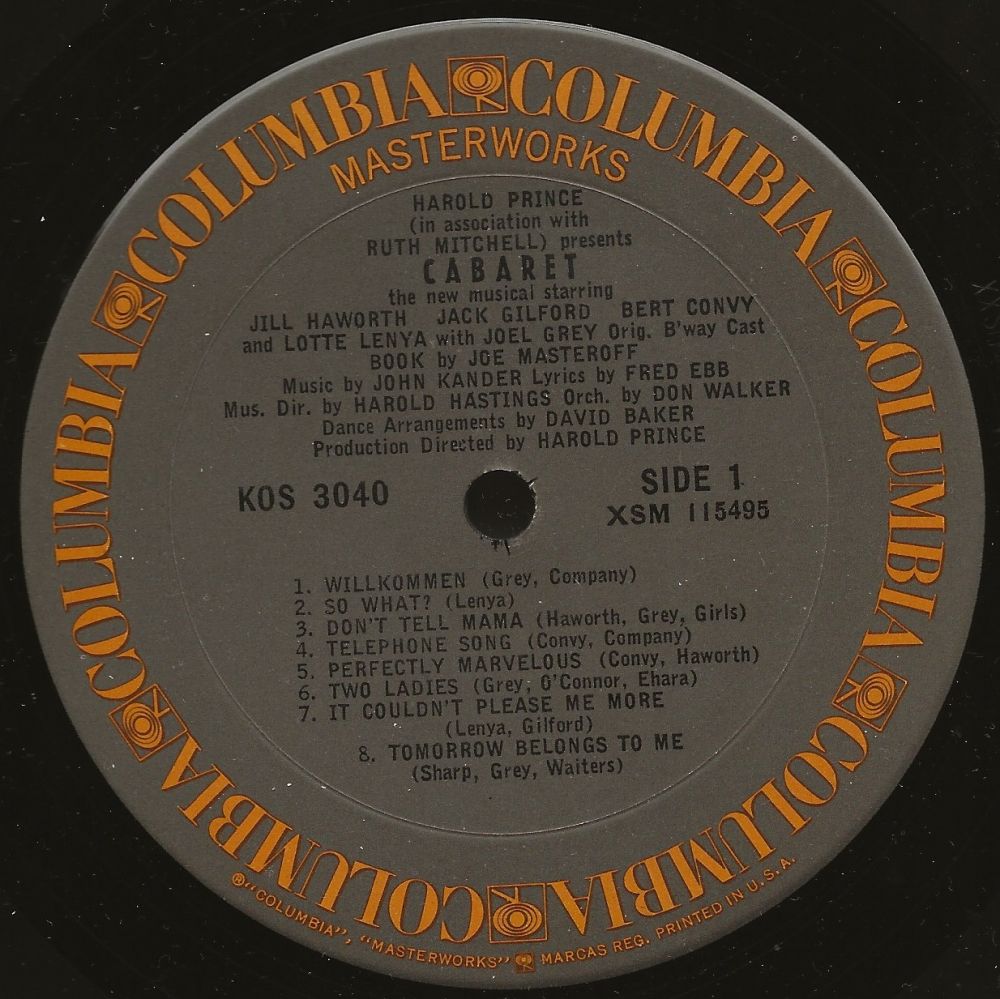 COLUMBIA COLUMBIA COLUMBIA COLUMBIA COLUMBIA COLUMBIA COLUMBIA
MASTERWORKS
HAROLD PRINCE
(in association with
RUTH MITCHELL) presents
CABARET
the new musical starring
JILL HAWORTH JACK GILFORD BERT CONVY
and LOTTE LENYA with JOEL GREY Orig. B'way Cast
BOOK by JOE MASTEROFF
Music by JOHN KANDER Lyrics by FRED EBB
Mus. Dir. by HAROLD HASTINGS Orch. by DON WALKER
Dance Arrangements by DAVID BAKER
Production Directed by HAROLD PRINCE
KOS 3040
SIDE 1
XSM 115495
1. WILLKOMMEN (Grey, Company)
2. SO WHAT? (Lenya)
3. DON'T TELL MAMA (Haworth, Grey, Girls)
4. TELEPHONE SONG (Convy, Company)
5. PERFECTLY MARVELOUS (Convy, Haworth)
6. TWO LADIES (Grey, O'Connor, Ehara)
7. IT COULDN'T PLEASE ME MORE
(Lenya, Gilford)
8. TOMORROW BELONGS TO ME
(Sharp, Grey, Waiters)
®"COLUMBIA", "MASTERWORKS" MARCAS REG. PRINTED IN U.S.A.